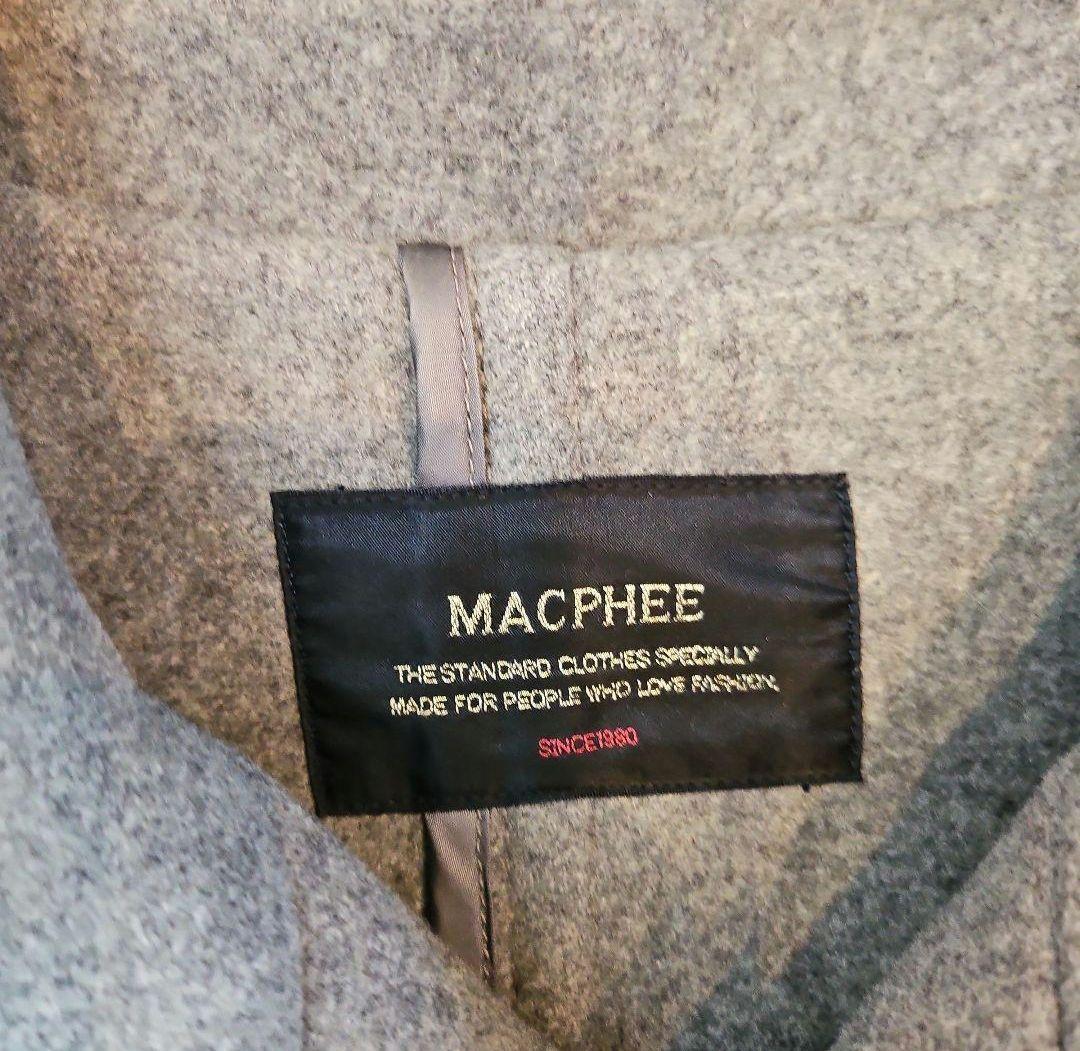 MACPHEE
THE STANDARD CLOTHES SPECIALLY
MADE FOR PEOPLE WHO LOVE FASHION.
SINCE1980